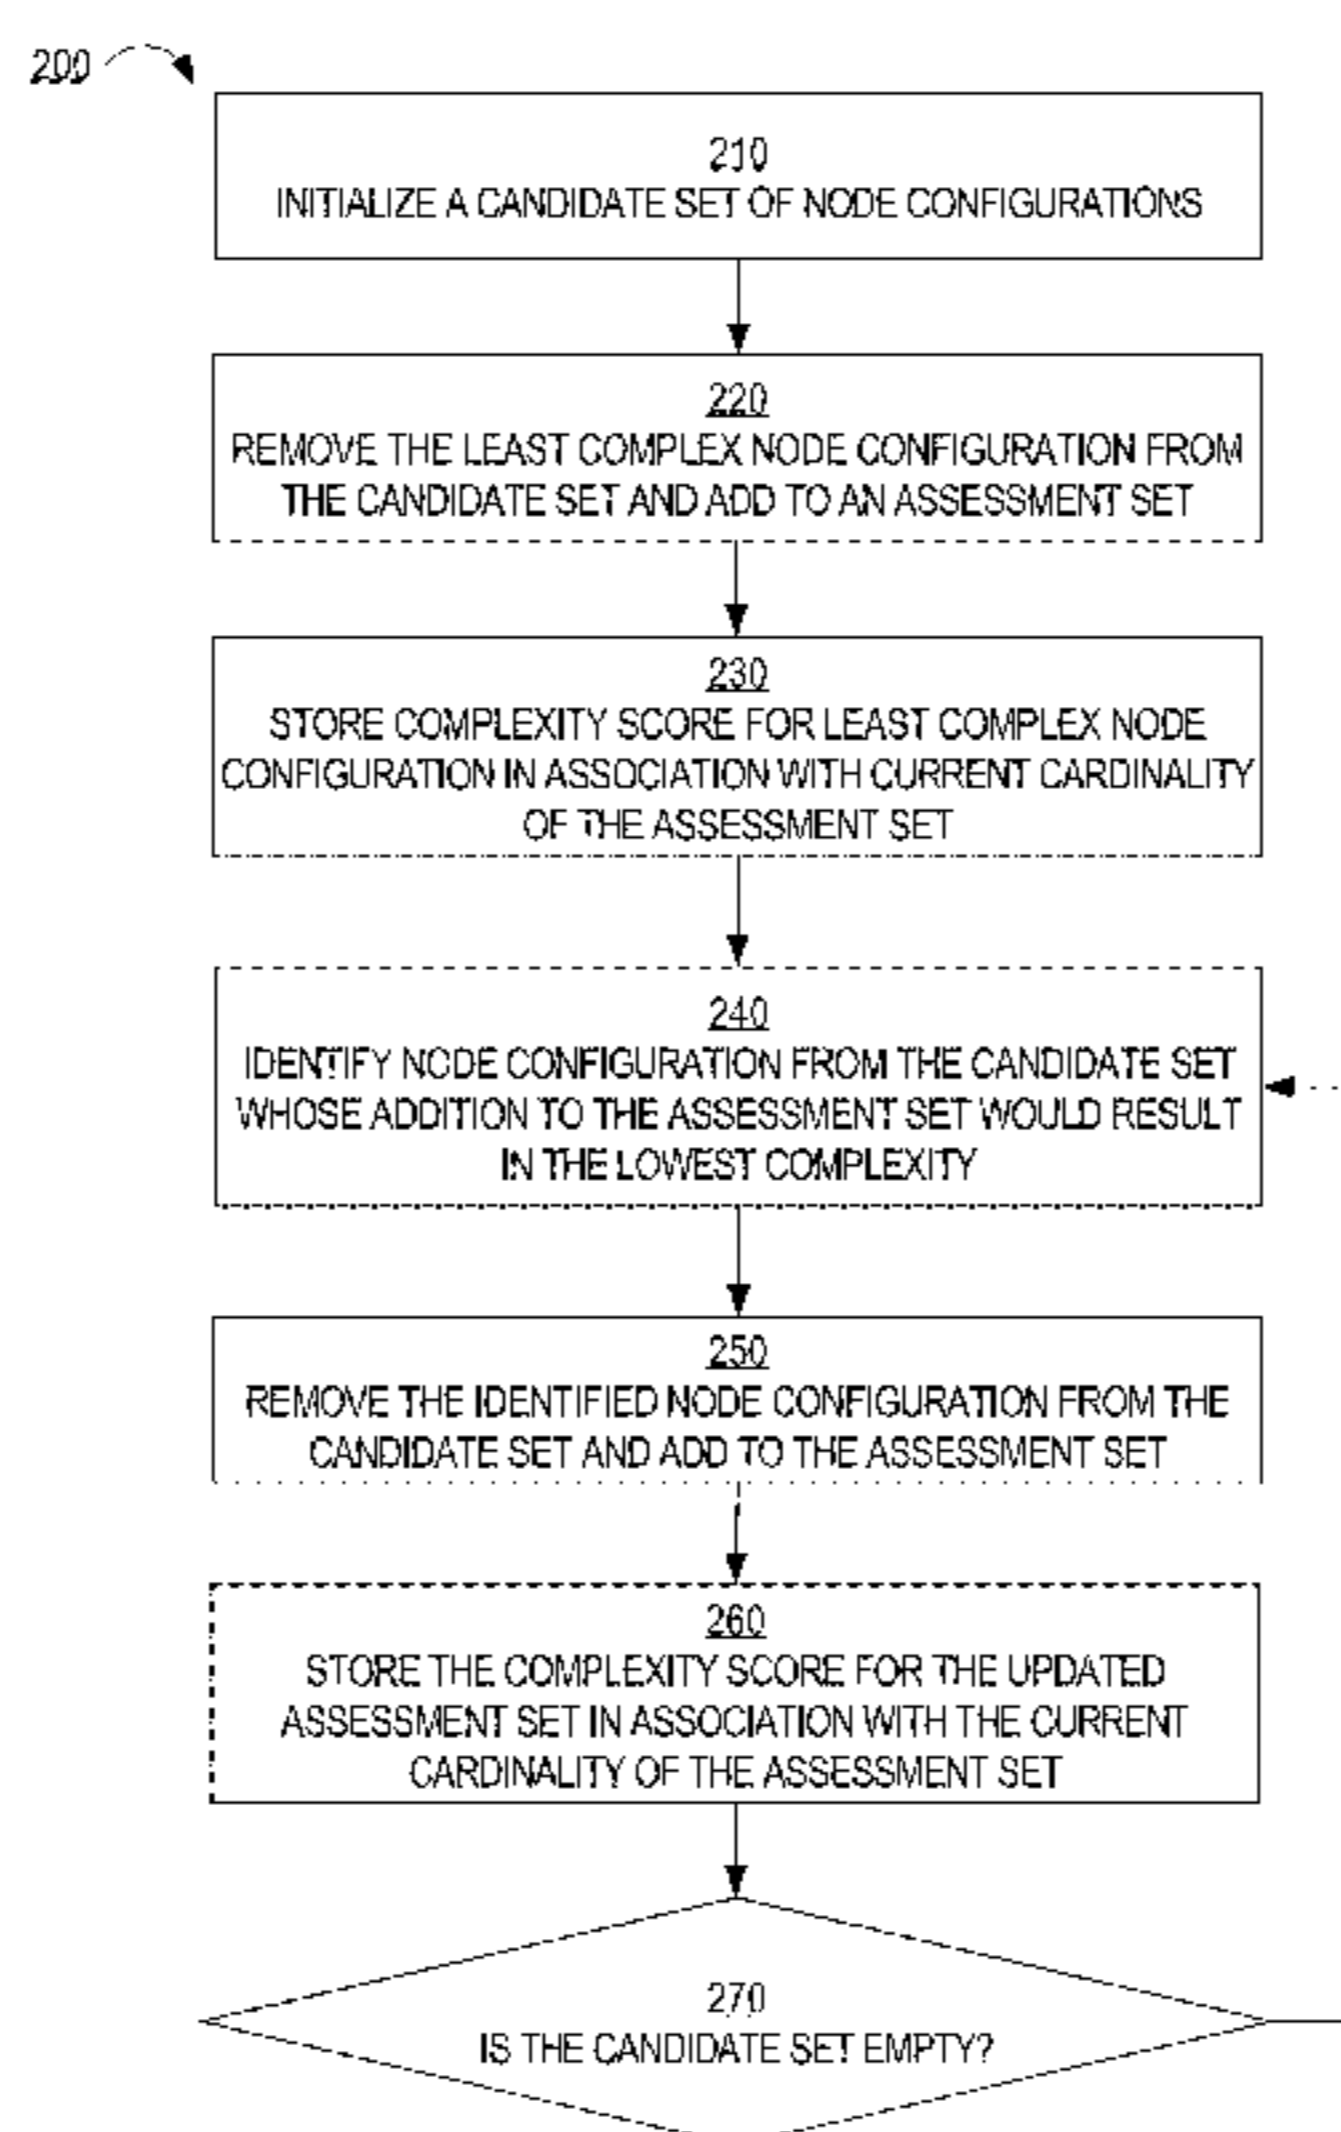 200
210
INITIALIZE A CANDIDATE SET OF NODE CONFIGURATIONS
220
REMOVE THE LEAST COMPLEX NODE CONFIGURATION FROM
THE CANDIDATE SET AND ADD TO AN ASSESSMENT SET
230
STORE COMPLEXITY SCORE FOR LEAST COMPLEX NODE
CONFIGURATION IN ASSOCIATION WITH CURRENT CARDINALITY
OF THE ASSESSMENT SET
240
IDENTIFY NODE CONFIGURATION FROM THE CANDIDATE SET
WHOSE ADDITION TO THE ASSESSMENT SET WOULD RESULT
IN THE LOWEST COMPLEXITY
250
REMOVE THE IDENTIFIED NODE CONFIGURATION FROM THE
CANDIDATE SET AND ADD TO THE ASSESSMENT SET
260
STORE THE COMPLEXITY SCORE FOR THE UPDATED
ASSESSMENT SET IN ASSOCIATION WITH THE CURRENT
CARDINALITY OF THE ASSESSMENT SET
270
IS THE CANDIDATE SET EMPTY?